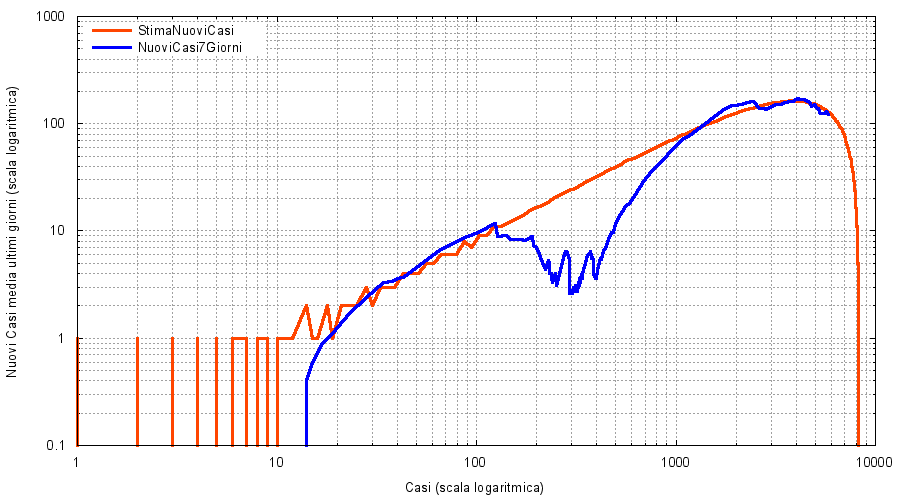 1000
StimaNuoviCasi
NuoviCasi7Giorni
100
10
1
0.1
Nuovi Casi media ultimi giorni (scala logaritmica)
1 10 100 1000 10000
Casi (scala logaritmica)